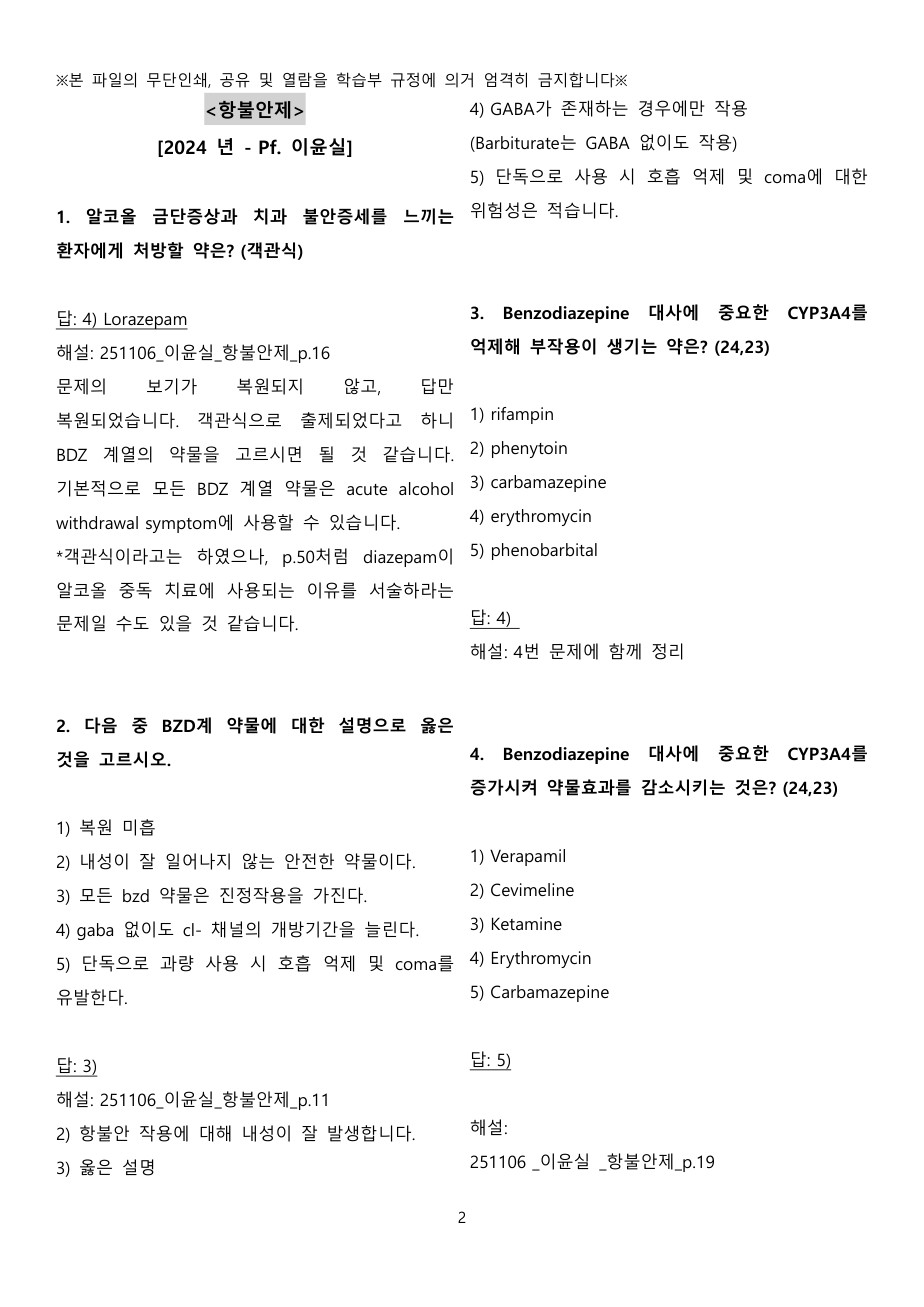 ※본 파일의 무단인쇄, 공유 및 열람을 학습부 규정에 의거 엄격히 금지합니다※
<항불안제>
[2024 년 - Pf. 이윤실]
1. 알코올 금단증상과 치과 불안증세를 느끼는
환자에게 처방할 약은? (객관식)
답: 4) Lorazepam
해설: 251106_이윤실_항불안제_p.16
문제의 보기가 복원되지 않고, 답만
복원되었습니다. 객관식으로 출제되었다고 하니
BDZ 계열의 약물을 고르시면 될 것 같습니다.
기본적으로 모든 BDZ 계열 약물은 acute alcohol
withdrawal symptom에 사용할 수 있습니다.
*객관식이라고는 하였으나, p.50처럼 diazepam이
알코올 중독 치료에 사용되는 이유를 서술하라는
문제일 수도 있을 것 같습니다.
2. 다음 중 BZD계 약물에 대한 설명으로 옳은
것을 고르시오.
1) 복원 미흡
2) 내성이 잘 일어나지 않는 안전한 약물이다.
3) 모든 bzd 약물은 진정작용을 가진다.
4) gaba 없이도 cl- 채널의 개방기간을 늘린다.
5) 단독으로 과량 사용 시 호흡 억제 및 coma를
유발한다.
답: 3)
해설: 251106_이윤실_항불안제_p.11
2) 항불안 작용에 대해 내성이 잘 발생합니다.
3) 옳은 설명
4) GABA가 존재하는 경우에만 작용
(Barbiturate는 GABA 없이도 작용)
5) 단독으로 사용 시 호흡 억제 및 coma에 대한
위험성은 적습니다.
3. Benzodiazepine 대사에 중요한 CYP3A4를
억제해 부작용이 생기는 약은? (24,23)
1) rifampin
2) phenytoin
3) carbamazepine
4) erythromycin
5) phenobarbital
답: 4)
해설: 4번 문제에 함께 정리
4. Benzodiazepine 대사에 중요한 CYP3A4를
증가시켜 약물효과를 감소시키는 것은? (24,23)
1) Verapamil
2) Cevimeline
3) Ketamine
4) Erythromycin
5) Carbamazepine
답: 5)
해설:
251106 _이윤실 _항불안제_p.19
2